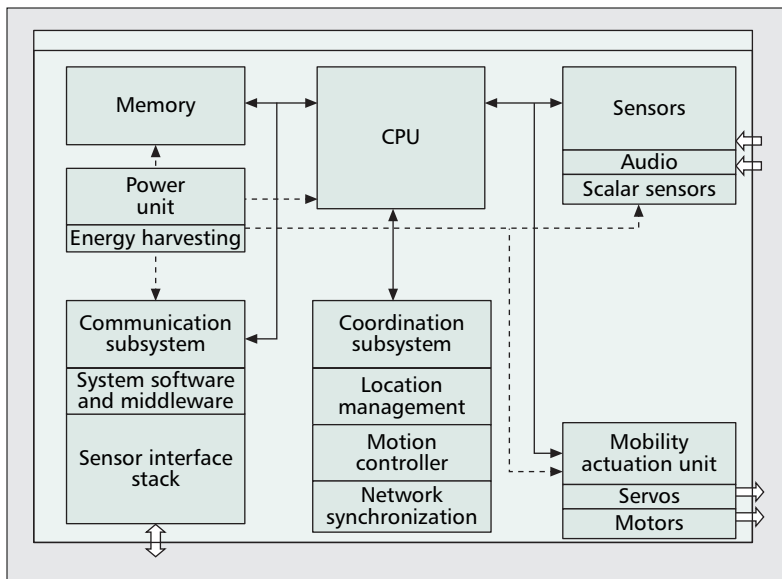 Memory
CPU
Sensors
Audio
Scalar sensors
Power
unit
Energy harvesting
Communication
subsystem
System software
and middleware
Sensor interface
stack
Coordination
subsystem
Location
management
Motion
controller
Network
synchronization
Mobility
actuation unit
Servos
Motors